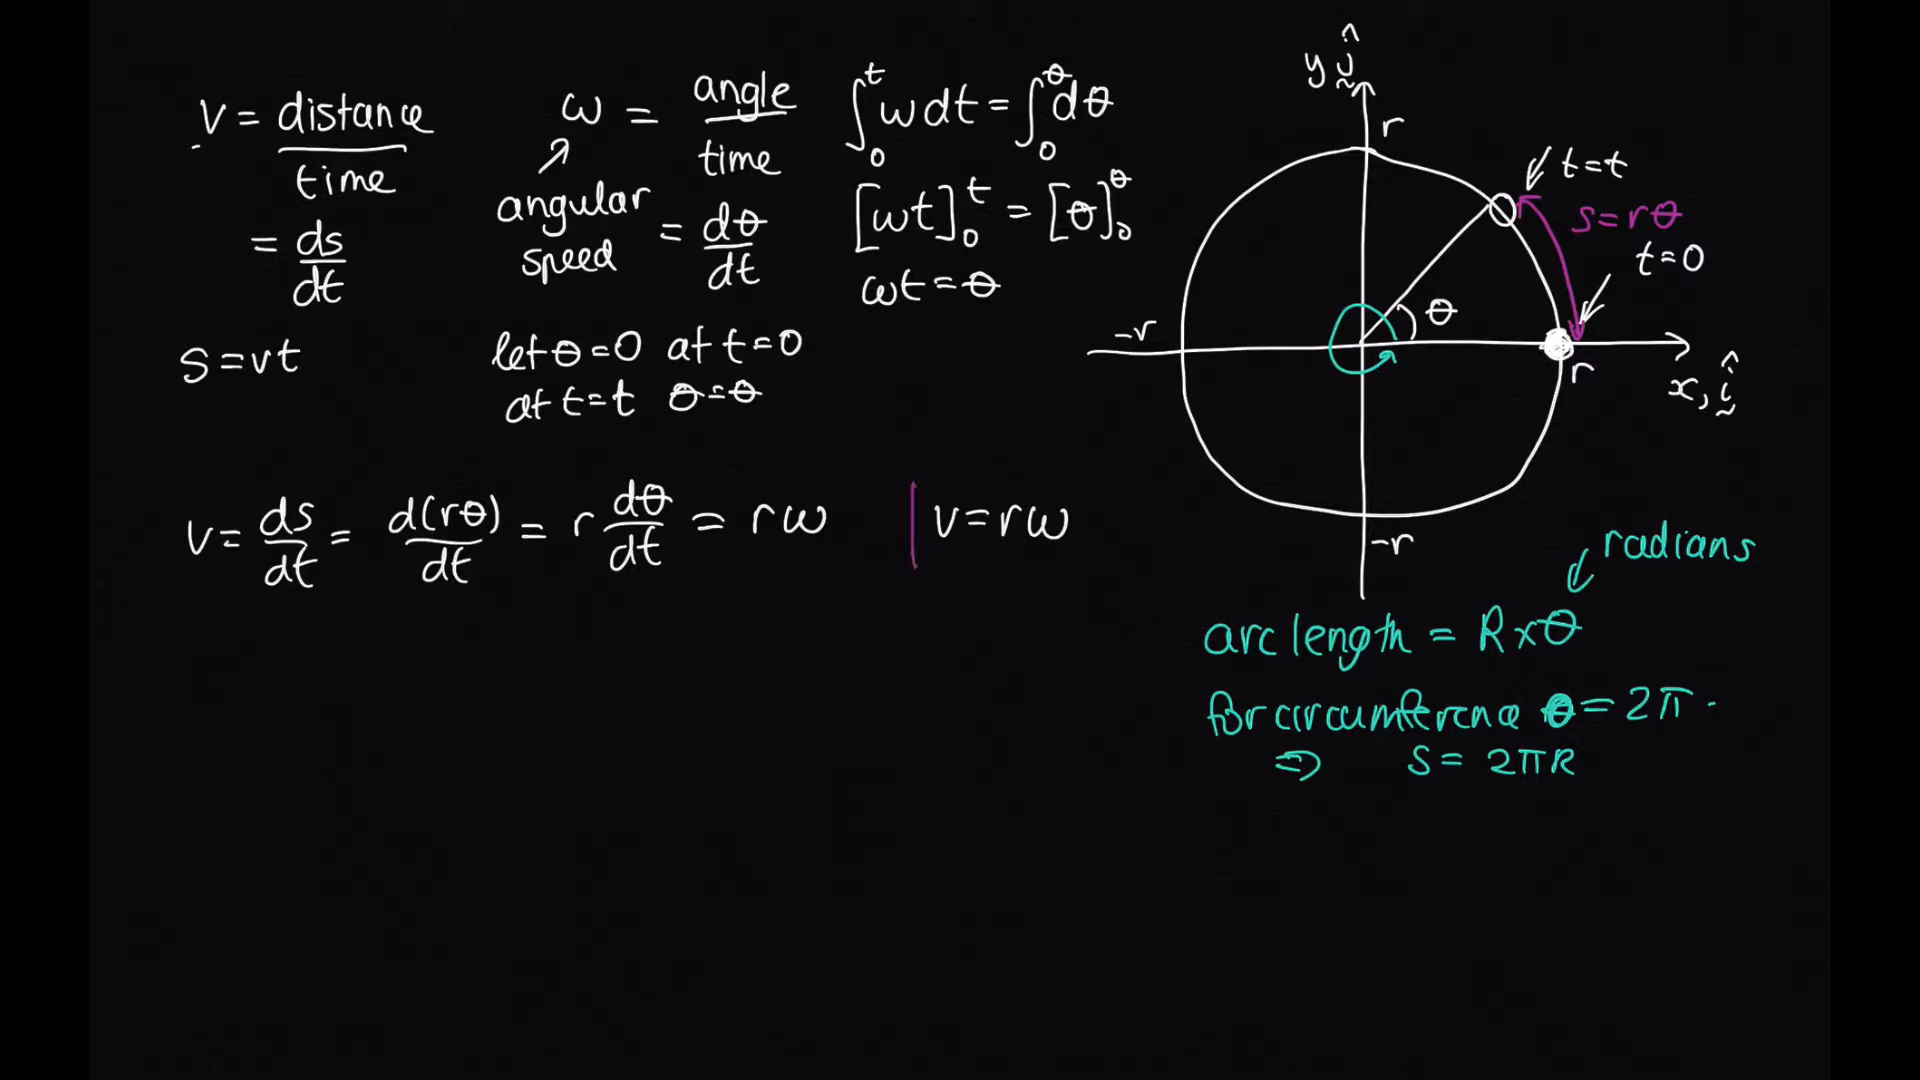 v = distance / time
= ds/dt
s = vt
ω = angle / time
angular speed
= dθ/dt
let θ=0 at t=0
at t=t θ=θ
∫₀ᵗ ωdt = ∫₀^θ dθ
[ωt]₀ᵗ = [θ]₀^θ
ωt = θ
v = ds/dt = d(rθ)/dt = r dθ/dt = rω
v=rω
y ĵ
r
t=t
s=rθ
t=0
θ
-r
r
x, î
-r
radians
arc length = R×θ
for circumference θ = 2π
⇒ S = 2πR